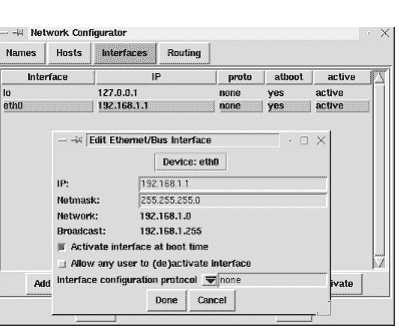 Network Configurator
Names Hosts Interfaces Routing
Interface IP proto atboot active
lo 127.0.0.1 none yes active
eth0 192.168.1.1 none yes active
Edit Ethernet/Bus Interface
Device: eth0
IP: 192.168.1.1
Netmask: 255.255.255.0
Network: 192.168.1.0
Broadcast: 192.168.1.255
Activate interface at boot time
Allow any user to (de)activate interface
Interface configuration protocol none
Add ivate
Done Cancel